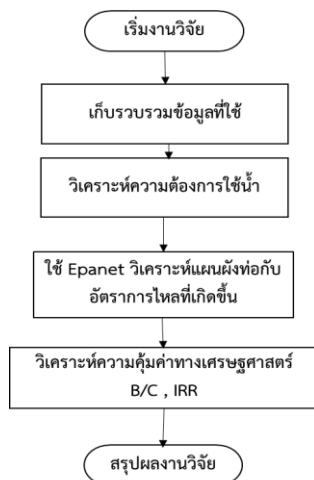 เริ่มงานวิจัย
เก็บรวบรวมข้อมูลที่ใช้
วิเคราะห์ความต้องการใช้น้ำ
ใช้ Epanet วิเคราะห์แผนผังท่อกับ
อัตราการไหลที่เกิดขึ้น
วิเคราะห์ความคุ้มค่าทางเศรษฐศาสตร์
B/C , IRR
สรุปผลงานวิจัย